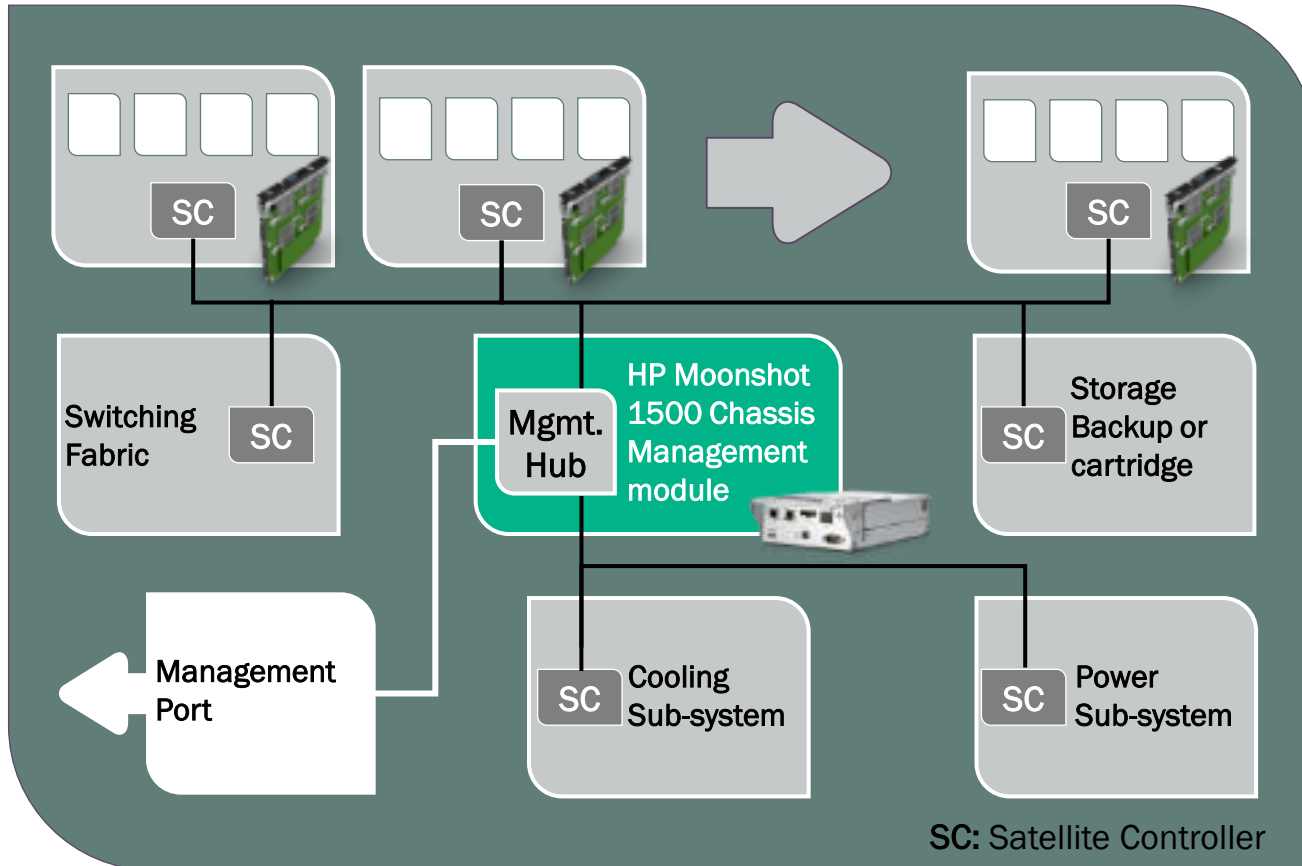 SC
SC
SC
Switching
Fabric
SC
Mgmt.
Hub
HP Moonshot
1500 Chassis
Management
module
SC
Storage
Backup or
cartridge
Management
Port
SC
Cooling
Sub-system
SC
Power
Sub-system
SC: Satellite Controller